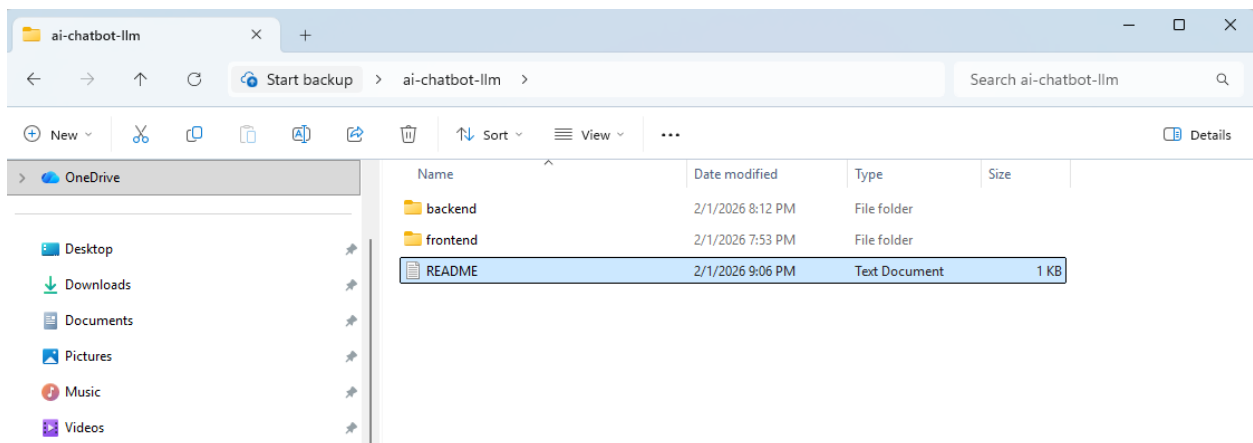 ai-chatbot-llm
Start backup > ai-chatbot-llm >
Search ai-chatbot-llm
New
Sort
View
Details
OneDrive
Desktop
Downloads
Documents
Pictures
Music
Videos
Name Date modified Type Size
backend 2/1/2026 8:12 PM File folder
frontend 2/1/2026 7:53 PM File folder
README 2/1/2026 9:06 PM Text Document 1 KB